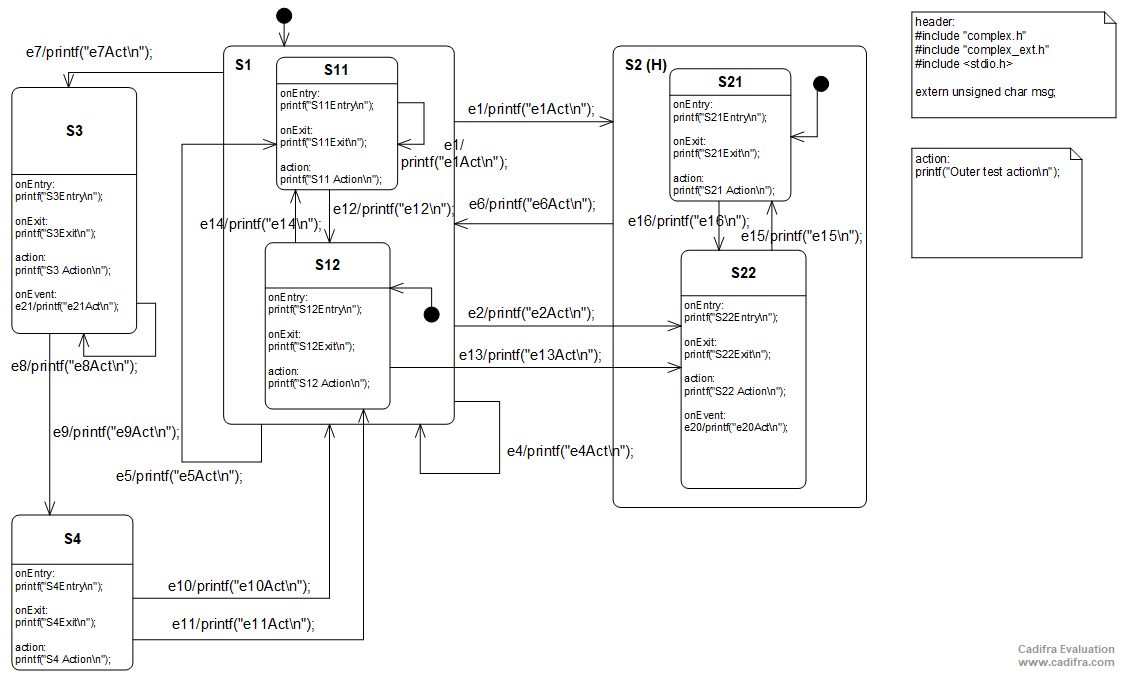 e7/printf("e7Act\n");
S3
onEntry:
printf("S3Entry\n");
onExit:
printf("S3Exit\n");
action:
printf("S3 Action\n");
onEvent:
e21/printf("e21Act\n");
e8/printf("e8Act\n");
e9/printf("e9Act\n");
S4
onEntry:
printf("S4Entry\n");
onExit:
printf("S4Exit\n");
action:
printf("S4 Action\n");
S1
S11
onEntry:
printf("S11Entry\n");
onExit:
printf("S11Exit\n");
action:
printf("S11 Action\n");
e1/
printf("e1Act\n");
e14/printf("e14\n");
e12/printf("e12\n");
S12
onEntry:
printf("S12Entry\n");
onExit:
printf("S12Exit\n");
action:
printf("S12 Action\n");
e5/printf("e5Act\n");
e10/printf("e10Act\n");
e11/printf("e11Act\n");
e1/printf("e1Act\n");
e6/printf("e6Act\n");
e2/printf("e2Act\n");
e13/printf("e13Act\n");
e4/printf("e4Act\n");
S2 (H)
S21
onEntry:
printf("S21Entry\n");
onExit:
printf("S21Exit\n");
action:
printf("S21 Action\n");
e16/printf("e16\n");
e15/printf("e15\n");
S22
onEntry:
printf("S22Entry\n");
onExit:
printf("S22Exit\n");
action:
printf("S22 Action\n");
onEvent:
e20/printf("e20Act\n");
header:
#include "complex.h"
#include "complex_ext.h"
#include <stdio.h>
extern unsigned char msg;
action:
printf("Outer test action\n");
Cadifra Evaluation
www.cadifra.com